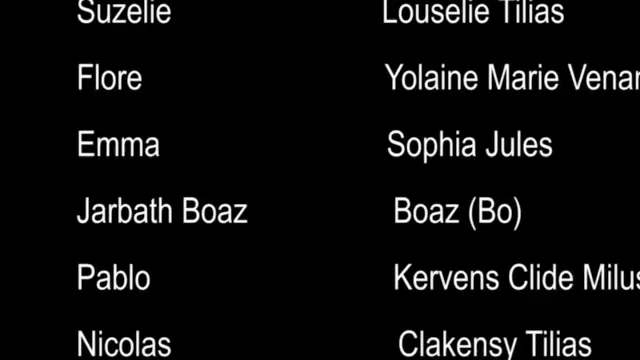 Suzelie Louselie Tilias
Flore Yolaine Marie
Emma Sophia Jules
Jarbath Boaz Boaz (Bo)
Pablo Kervens Clide
Nicolas Clakensy Tilias